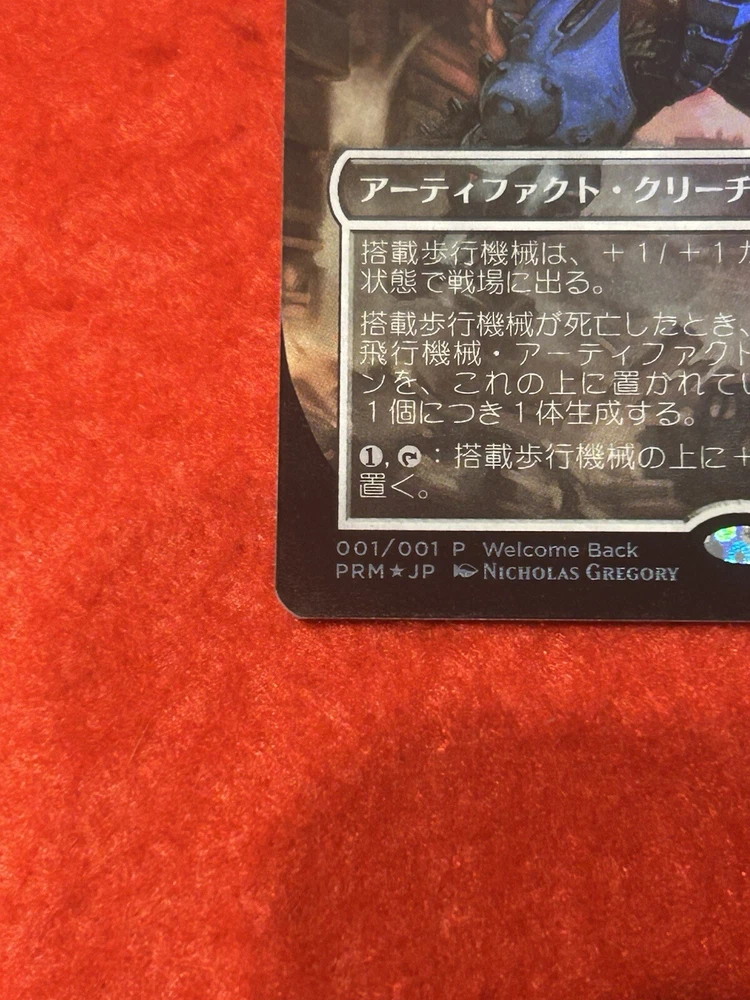 アーティファクト・クリーチ
搭載歩行機械は、+1/+1
状態で戦場に出る。
搭載歩行機械が死亡したとき、
飛行機械・アーティファクト
ンを、これの上に置かれてい
1個につき1体生成する。
1,:搭載歩行機械の上に+
置く。
001/001 P Welcome Back
PRM★JP NICHOLAS GREGORY